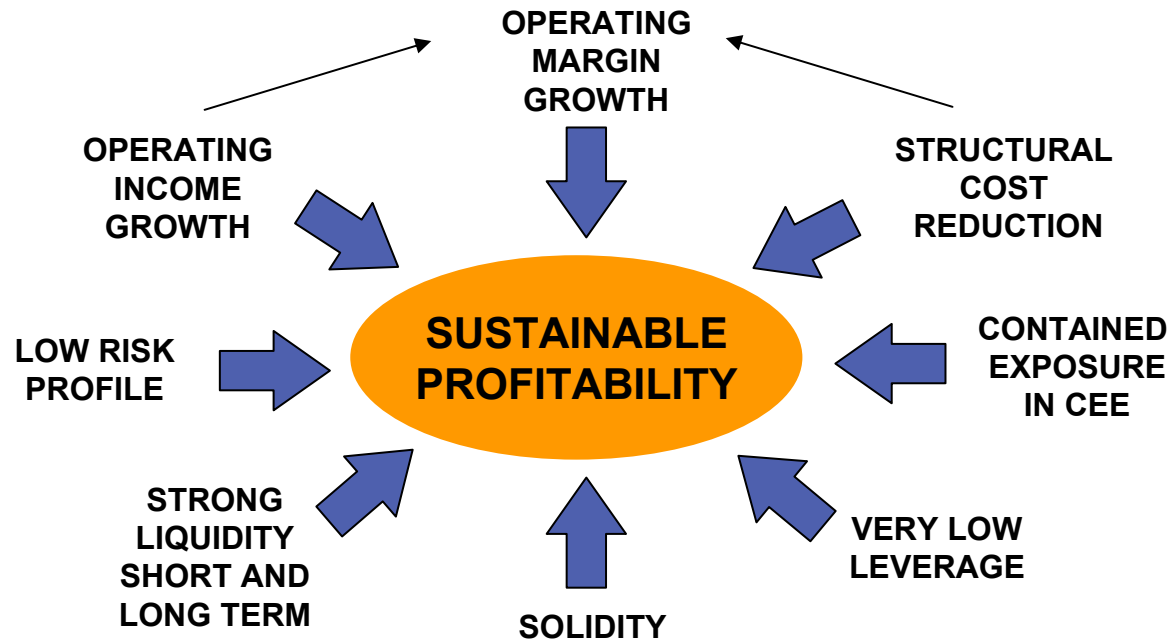 OPERATING
MARGIN
GROWTH
OPERATING
INCOME
GROWTH
STRUCTURAL
COST
REDUCTION
SUSTAINABLE
PROFITABILITY
LOW RISK
PROFILE
CONTAINED
EXPOSURE
IN CEE
STRONG
LIQUIDITY
SHORT AND
LONG TERM
VERY LOW
LEVERAGE
SOLIDITY